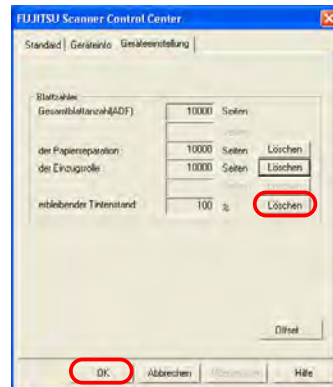 FUJITSU Scanner Control Center
Standard Geräteinfo Geräteeinstellung
Blattzähler
Gesamtblattanzahl(ADF): 10000 Seiten
der Papierseparation : 10000 Seiten Löschen
der Einzugsrolle : 10000 Seiten Löschen
erbleibender Tintenstand: 100 % Löschen
Offset
OK Abbrechen Hilfe